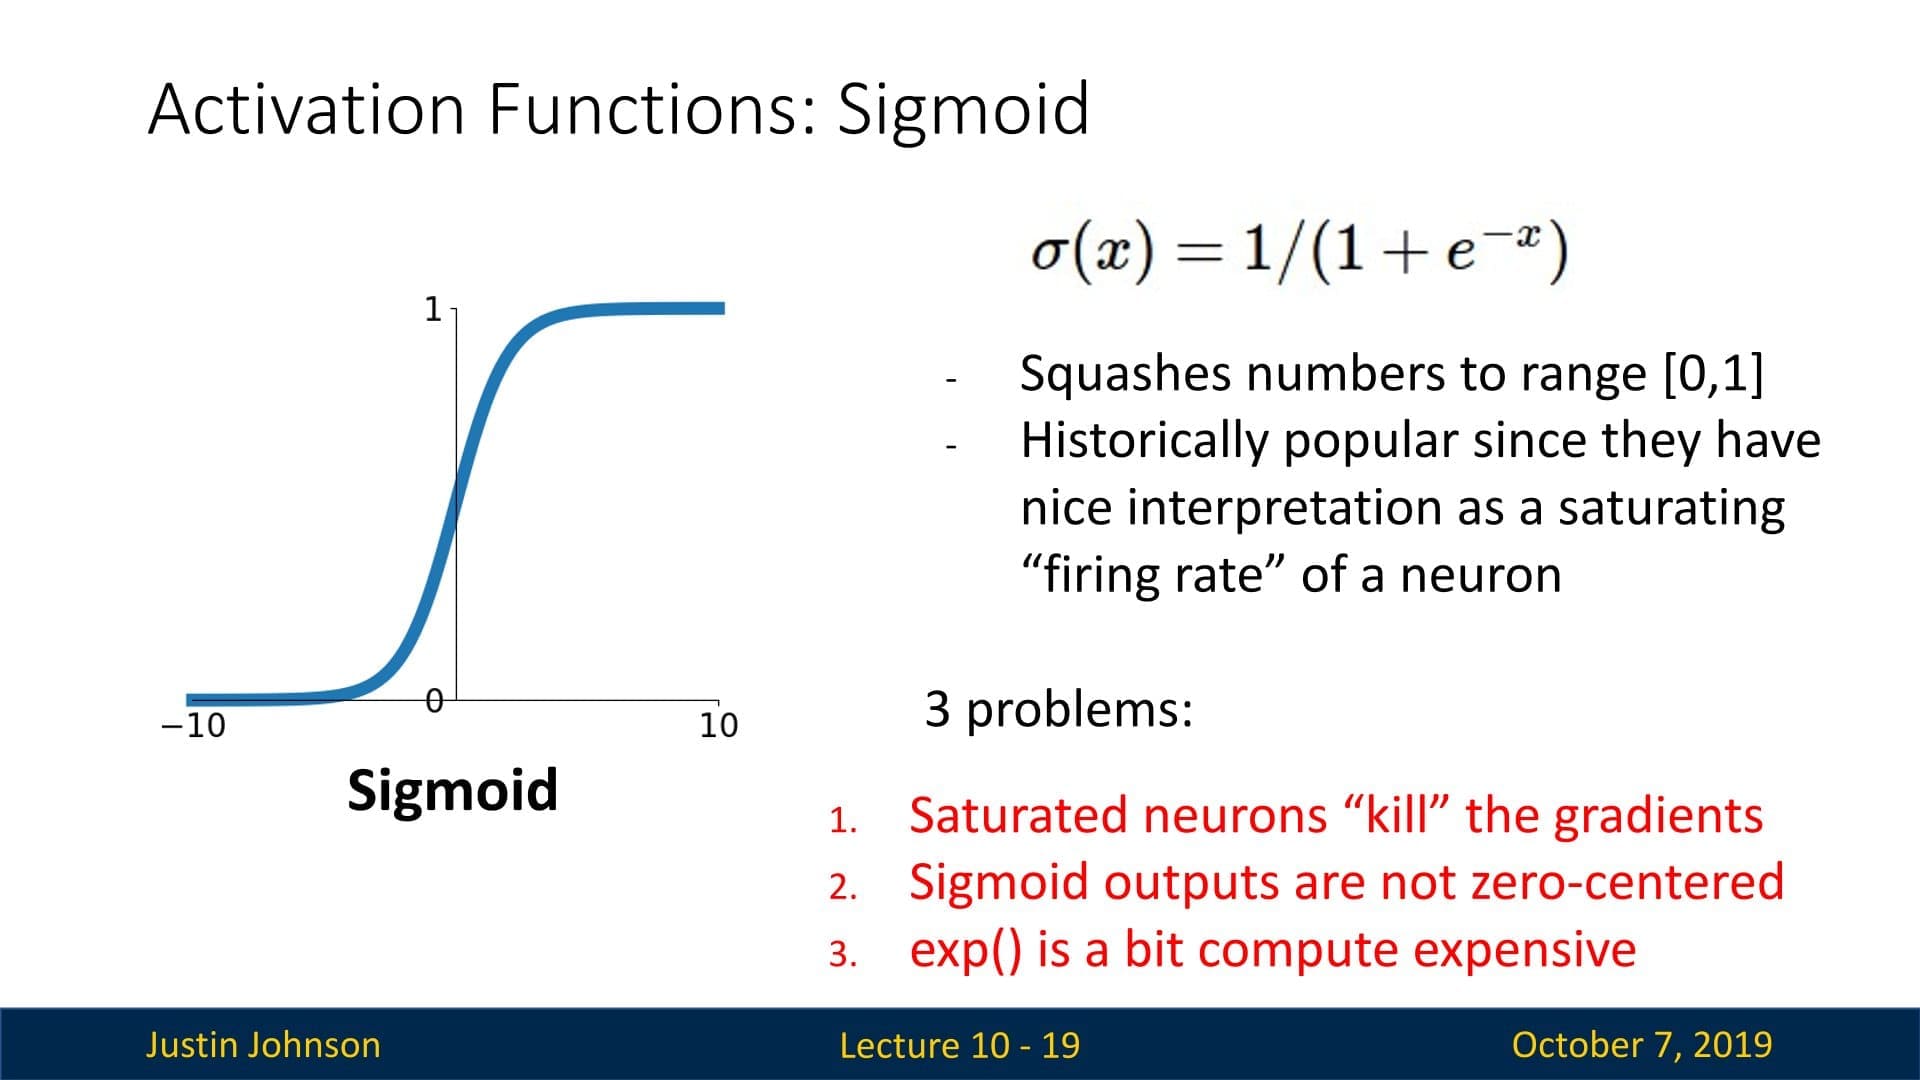 Activation Functions: Sigmoid
σ(x) = 1/(1 + e⁻ˣ)
1
0
−10
10
Sigmoid
- Squashes numbers to range [0,1]
- Historically popular since they have
nice interpretation as a saturating
“firing rate” of a neuron
3 problems:
1. Saturated neurons “kill” the gradients
2. Sigmoid outputs are not zero-centered
3. exp() is a bit compute expensive
Justin Johnson
Lecture 10 - 19
October 7, 2019